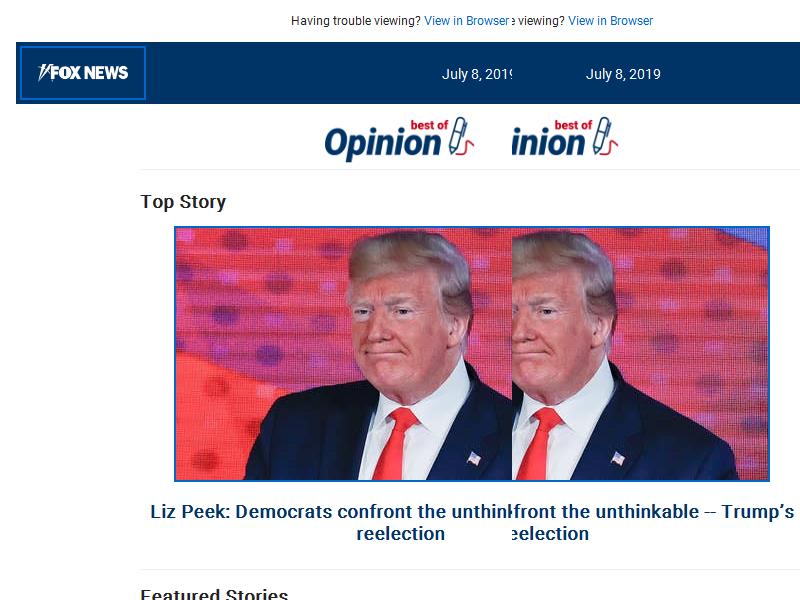 Having trouble viewing? View in Browser e viewing? View in Browser
FOX NEWS July 8, 2019 July 8, 2019
best of best of
Opinion inion
Top Story
Liz Peek: Democrats confront the unthin front the unthinkable -- Trump’s
reelection eelection
Featured Stories